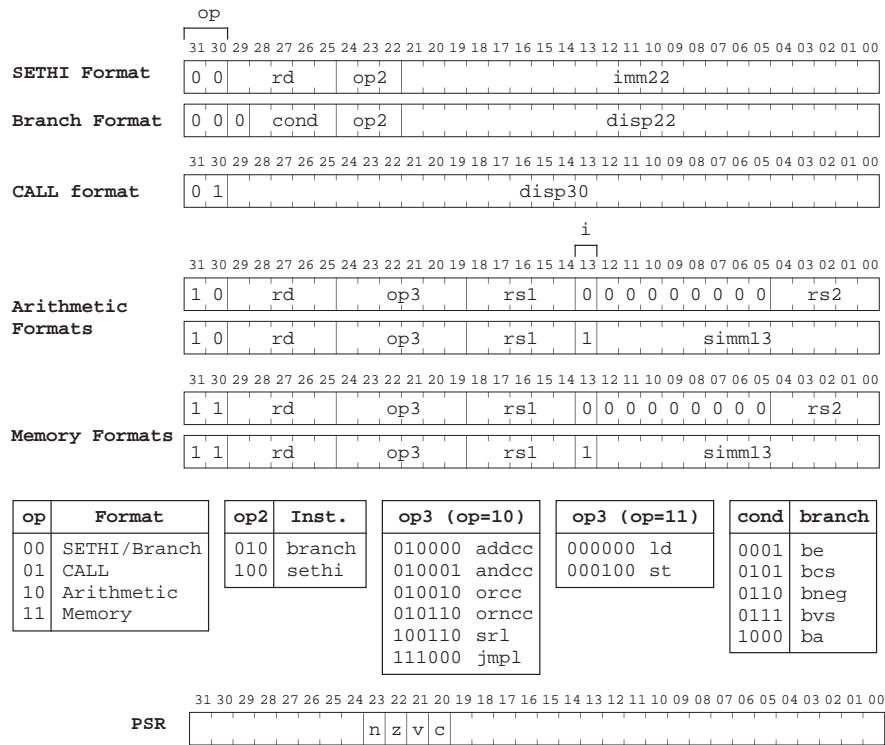 op
31 30 29 28 27 26 25 24 23 22 21 20 19 18 17 16 15 14 13 12 11 10 09 08 07 06 05 04 03 02 01 00
SETHI Format 0 0 rd op2 imm22
Branch Format 0 0 0 cond op2 disp22
31 30 29 28 27 26 25 24 23 22 21 20 19 18 17 16 15 14 13 12 11 10 09 08 07 06 05 04 03 02 01 00
CALL format 0 1 disp30
i
31 30 29 28 27 26 25 24 23 22 21 20 19 18 17 16 15 14 13 12 11 10 09 08 07 06 05 04 03 02 01 00
1 0 rd op3 rs1 0 0 0 0 0 0 0 0 0 rs2
Arithmetic
Formats
1 0 rd op3 rs1 1 simm13
31 30 29 28 27 26 25 24 23 22 21 20 19 18 17 16 15 14 13 12 11 10 09 08 07 06 05 04 03 02 01 00
1 1 rd op3 rs1 0 0 0 0 0 0 0 0 0 rs2
Memory Formats
1 1 rd op3 rs1 1 simm13
op Format
00 SETHI/Branch
01 CALL
10 Arithmetic
11 Memory
op2 Inst.
010 branch
100 sethi
op3 (op=10)
010000 addcc
010001 andcc
010010 orcc
010110 orncc
100110 srl
111000 jmpl
op3 (op=11)
000000 ld
000100 st
cond branch
0001 be
0101 bcs
0110 bneg
0111 bvs
1000 ba
31 30 29 28 27 26 25 24 23 22 21 20 19 18 17 16 15 14 13 12 11 10 09 08 07 06 05 04 03 02 01 00
PSR n z v c